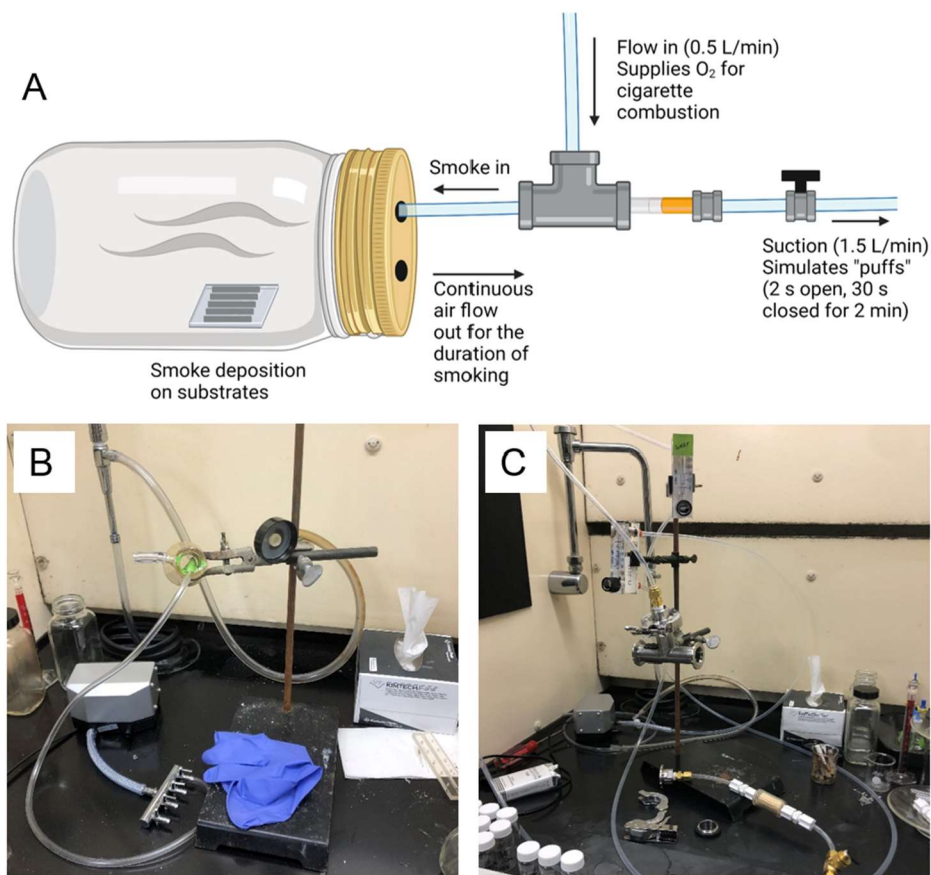 A
Flow in (0.5 L/min)
Supplies O₂ for
cigarette
combustion
Smoke in
Suction (1.5 L/min)
Simulates "puffs"
(2 s open, 30 s
closed for 2 min)
Continuous
air flow
out for the
duration of
smoking
Smoke deposition
on substrates
B
KIMTECH
C